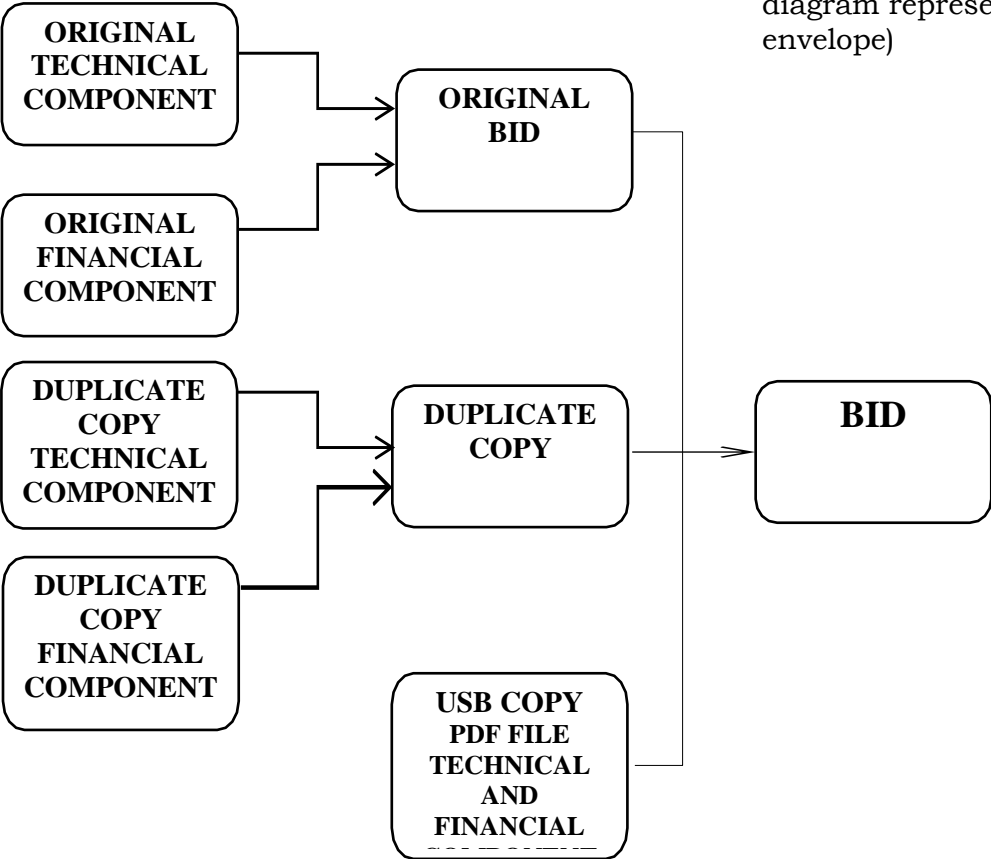 diagram represe
envelope)
ORIGINAL
TECHNICAL
COMPONENT
ORIGINAL
BID
ORIGINAL
FINANCIAL
COMPONENT
DUPLICATE
COPY
TECHNICAL
COMPONENT
DUPLICATE
COPY
BID
DUPLICATE
COPY
FINANCIAL
COMPONENT
USB COPY
PDF FILE
TECHNICAL
AND
FINANCIAL